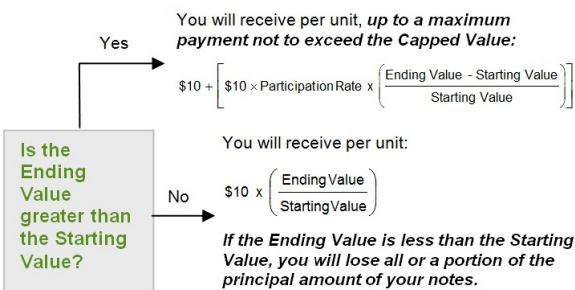 You will receive per unit, up to a maximum
payment not to exceed the Capped Value:
Yes
$10 + [ $10 × Participation Rate x ( Ending Value - Starting Value
Starting Value ) ]
Is the
Ending
Value
greater than
the Starting
Value?
No
You will receive per unit:
$10 x ( Ending Value
Starting Value )
If the Ending Value is less than the Starting
Value, you will lose all or a portion of the
principal amount of your notes.